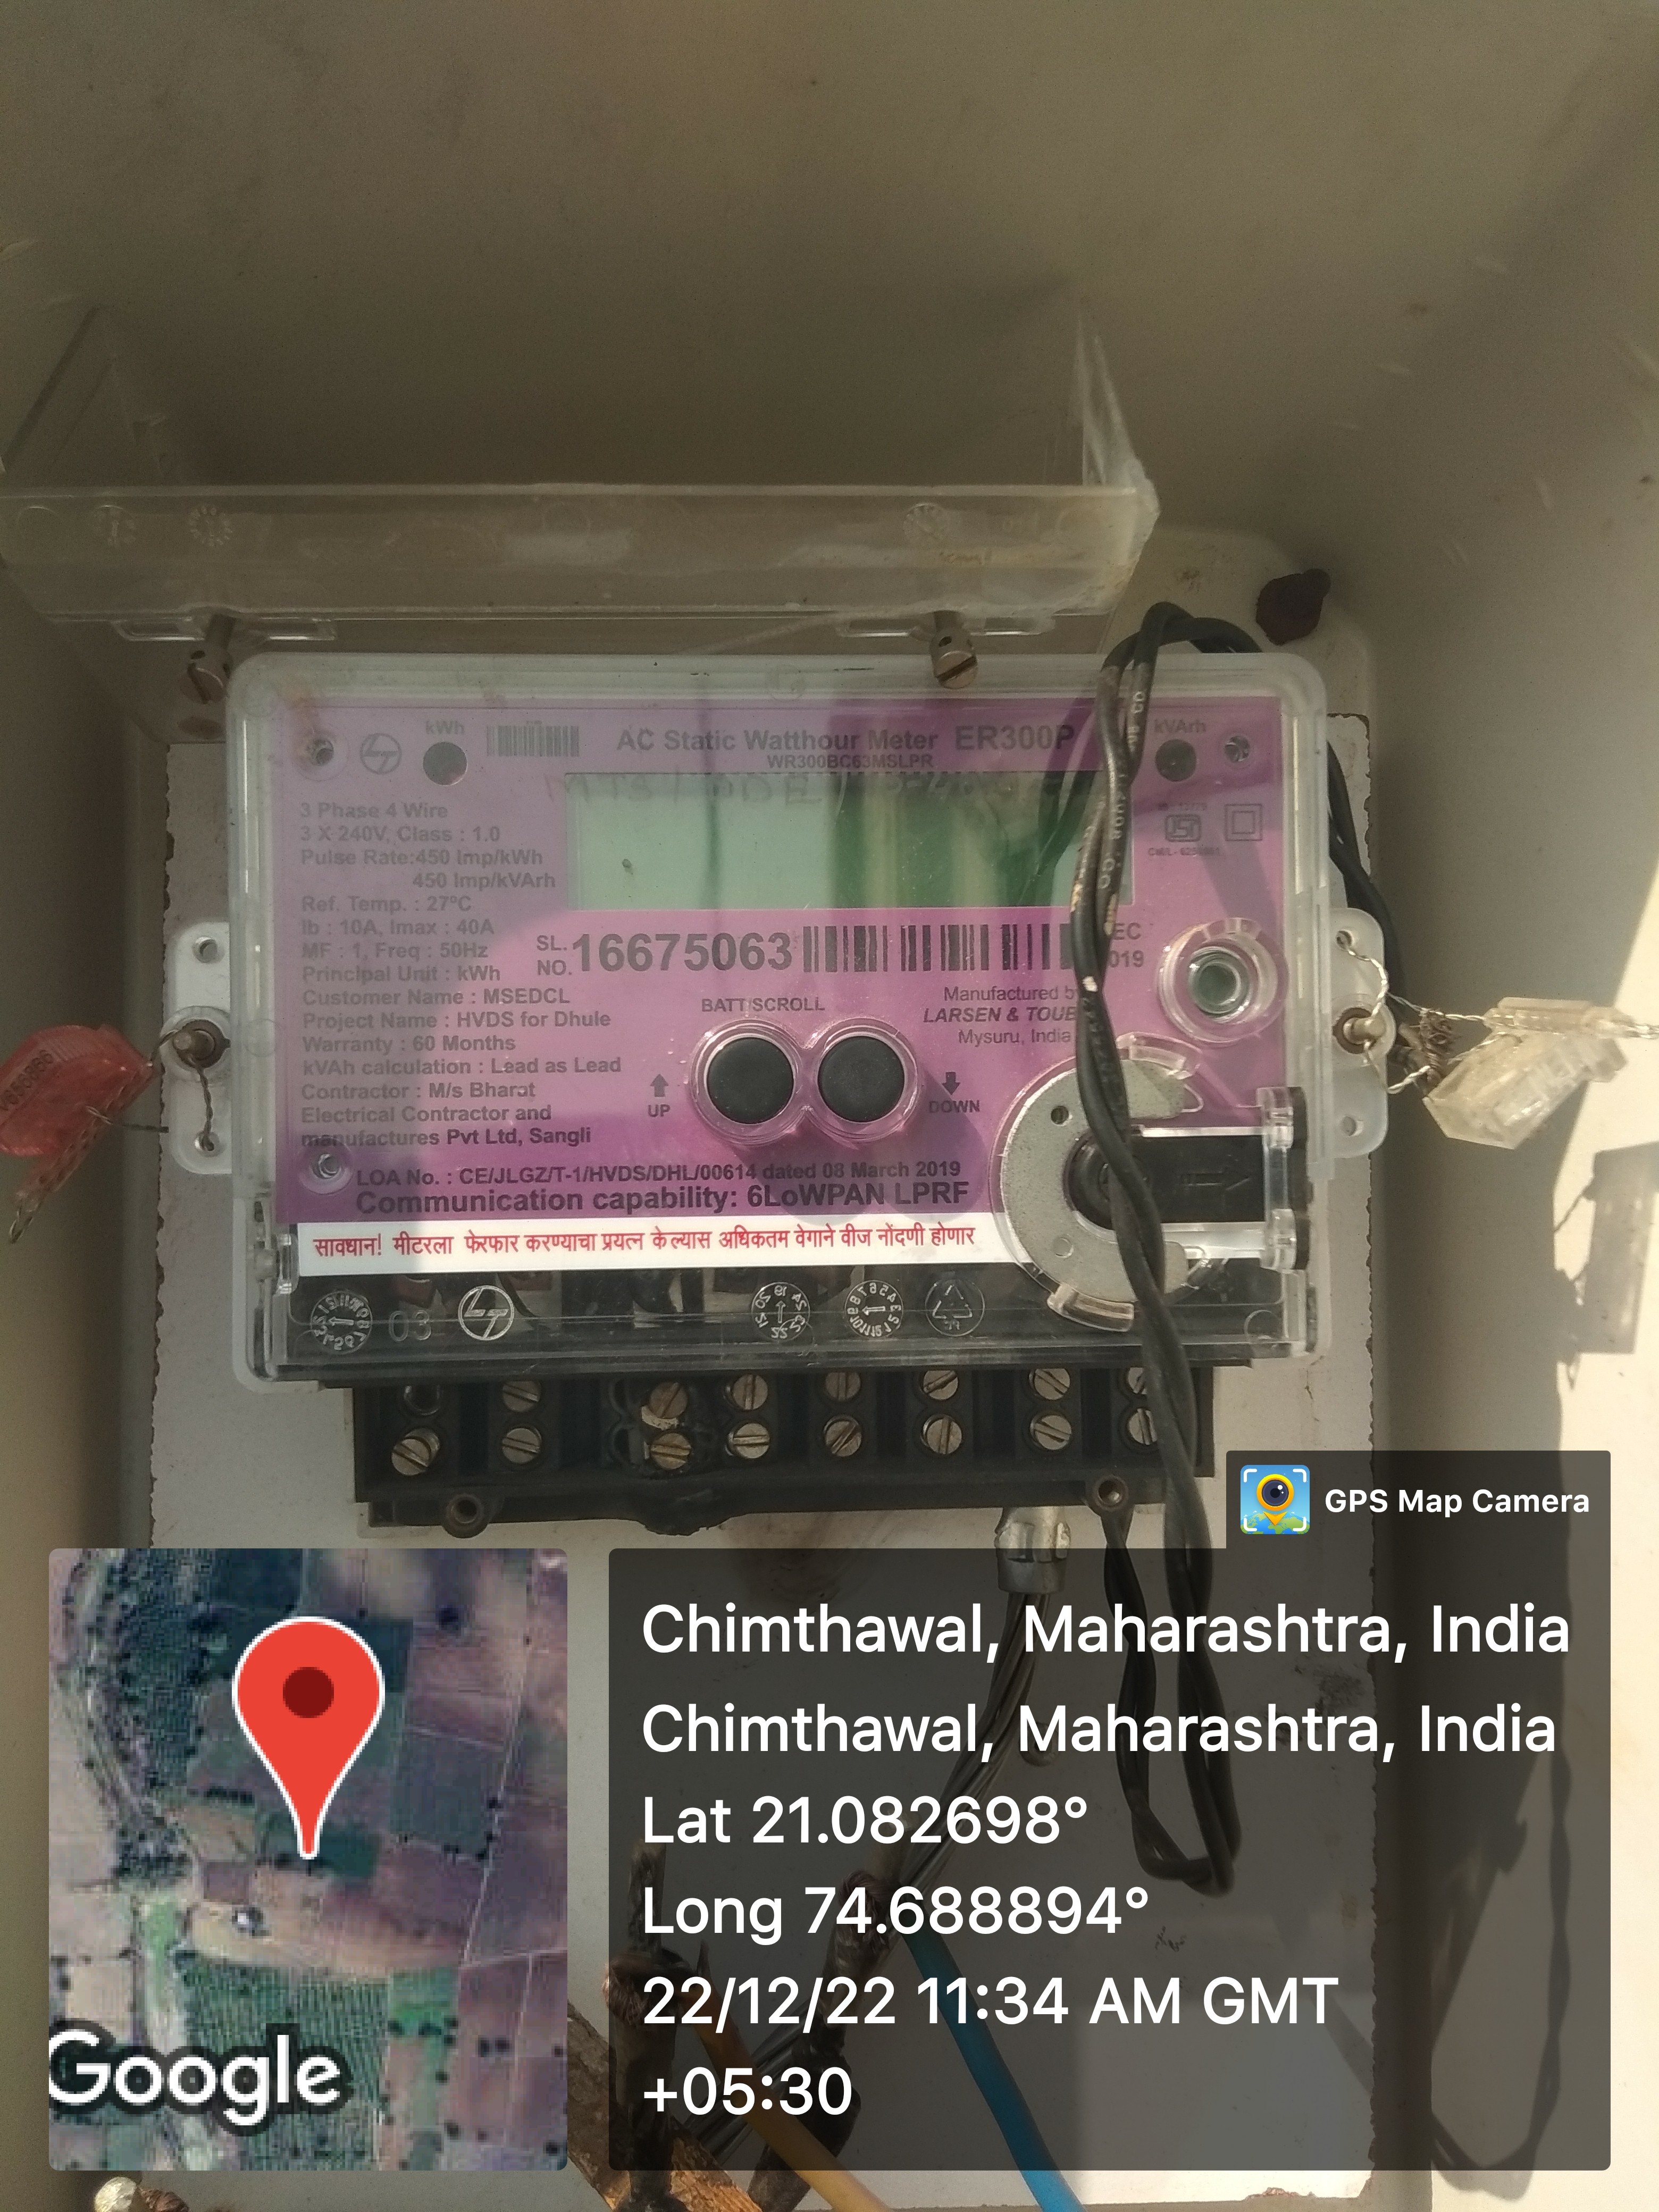 kWh
AC Static Watthour Meter ER300P
kVArh
WR300BC63MSLPR
3 Phase 4 Wire
3 X 240V, Class : 1.0
Pulse Rate:450 Imp/kWh
450 Imp/kVArh
Ref. Temp. : 27°C
Ib : 10A, Imax : 40A
MF : 1, Freq : 50Hz
Principal Unit : kWh
Customer Name : MSEDCL
Project Name : HVDS for Dhule
Warranty : 60 Months
kVAh calculation : Lead as Lead
Contractor : M/s Bharat
Electrical Contractor and
manufactures Pvt Ltd, Sangli
SL. NO. 16675063
BATT SCROLL
UP
DOWN
Manufactured by
LARSEN & TOUB
Mysuru, India
LOA No. : CE/JLGZ/T-1/HVDS/DHL/00614 dated 08 March 2019
Communication capability: 6LoWPAN LPRF
सावधान! मीटरला फेरफार करण्याचा प्रयत्न केल्यास अधिकतम वेगाने वीज नोंदणी होणार
03
GPS Map Camera
Chimthawal, Maharashtra, India
Chimthawal, Maharashtra, India
Lat 21.082698°
Long 74.688894°
22/12/22 11:34 AM GMT
+05:30
Google